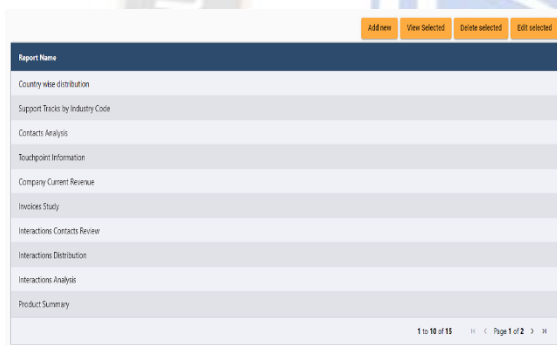 Add new View Selected Delete selected Edit selected
Report Name
Country wise distribution
Support Tracks by Industry Code
Contacts Analysis
Touchpoint Information
Company Current Revenue
Invoices Study
Interactions Contacts Review
Interactions Distribution
Interactions Analysis
Product Summary
1 to 10 of 15 Page 1 of 2